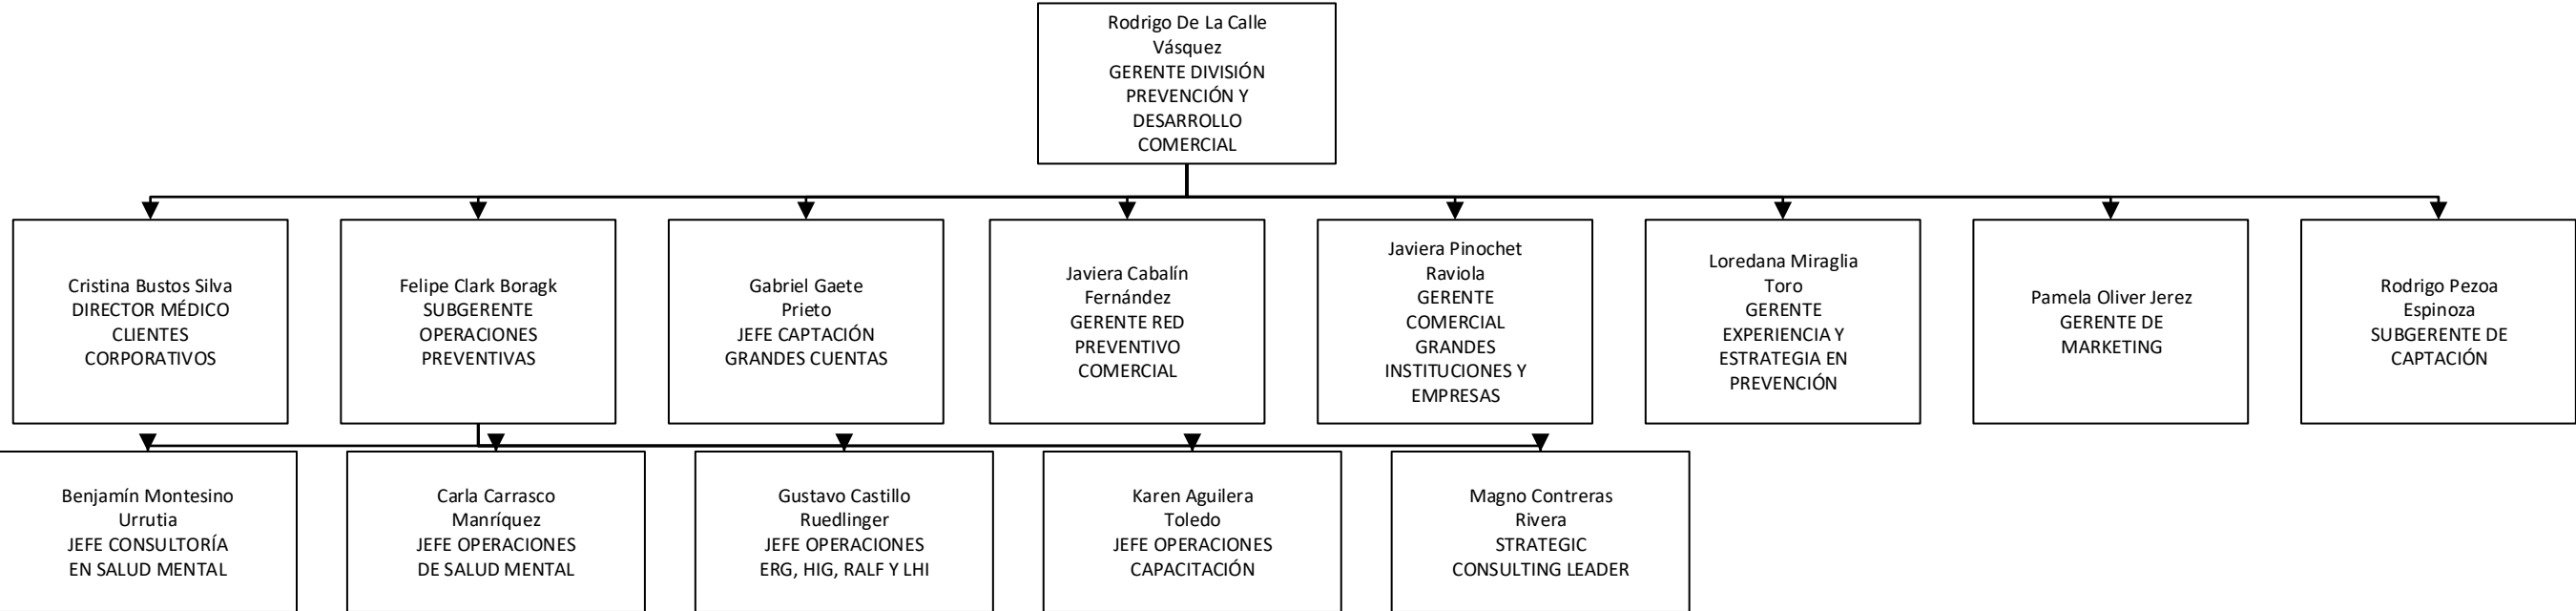 Rodrigo De La Calle
Vásquez
GERENTE DIVISIÓN
PREVENCIÓN Y
DESARROLLO
COMERCIAL
Cristina Bustos Silva
DIRECTOR MÉDICO
CLIENTES
CORPORATIVOS
Felipe Clark Boragk
SUBGERENTE
OPERACIONES
PREVENTIVAS
Gabriel Gaete
Prieto
JEFE CAPTACIÓN
GRANDES CUENTAS
Javiera Cabalín
Fernández
GERENTE RED
PREVENTIVO
COMERCIAL
Javiera Pinochet
Raviola
GERENTE
COMERCIAL
GRANDES
INSTITUCIONES Y
EMPRESAS
Loredana Miraglia
Toro
GERENTE
EXPERIENCIA Y
ESTRATEGIA EN
PREVENCIÓN
Pamela Oliver Jerez
GERENTE DE
MARKETING
Rodrigo Pezoa
Espinoza
SUBGERENTE DE
CAPTACIÓN
Benjamín Montesino
Urrutia
JEFE CONSULTORÍA
EN SALUD MENTAL
Carla Carrasco
Manríquez
JEFE OPERACIONES
DE SALUD MENTAL
Gustavo Castillo
Ruedlinger
JEFE OPERACIONES
ERG, HIG, RALF Y LHI
Karen Aguilera
Toledo
JEFE OPERACIONES
CAPACITACIÓN
Magno Contreras
Rivera
STRATEGIC
CONSULTING LEADER